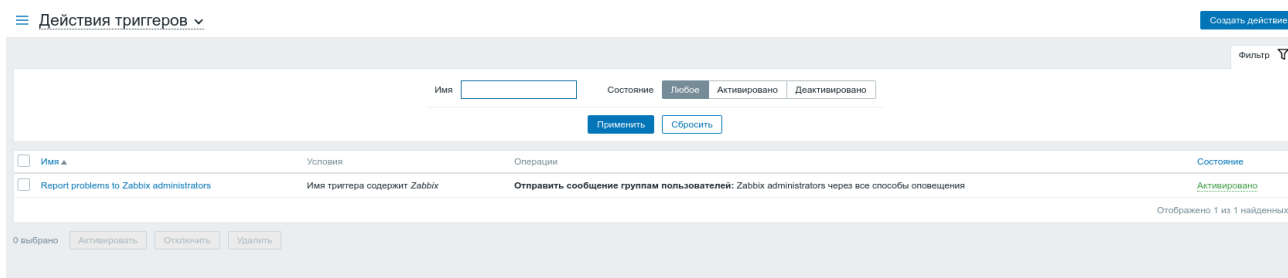 Действия триггеров
Создать действие
Фильтр
Имя
Состояние Любое Активировано Деактивировано
Применить Сбросить
Имя Условия Операции Состояние
Report problems to Zabbix administrators Имя триггера содержит Zabbix Отправить сообщение группам пользователей: Zabbix administrators через все способы оповещения Активировано
Отображено 1 из 1 найденных
0 выбрано Активировать Отключить Удалить